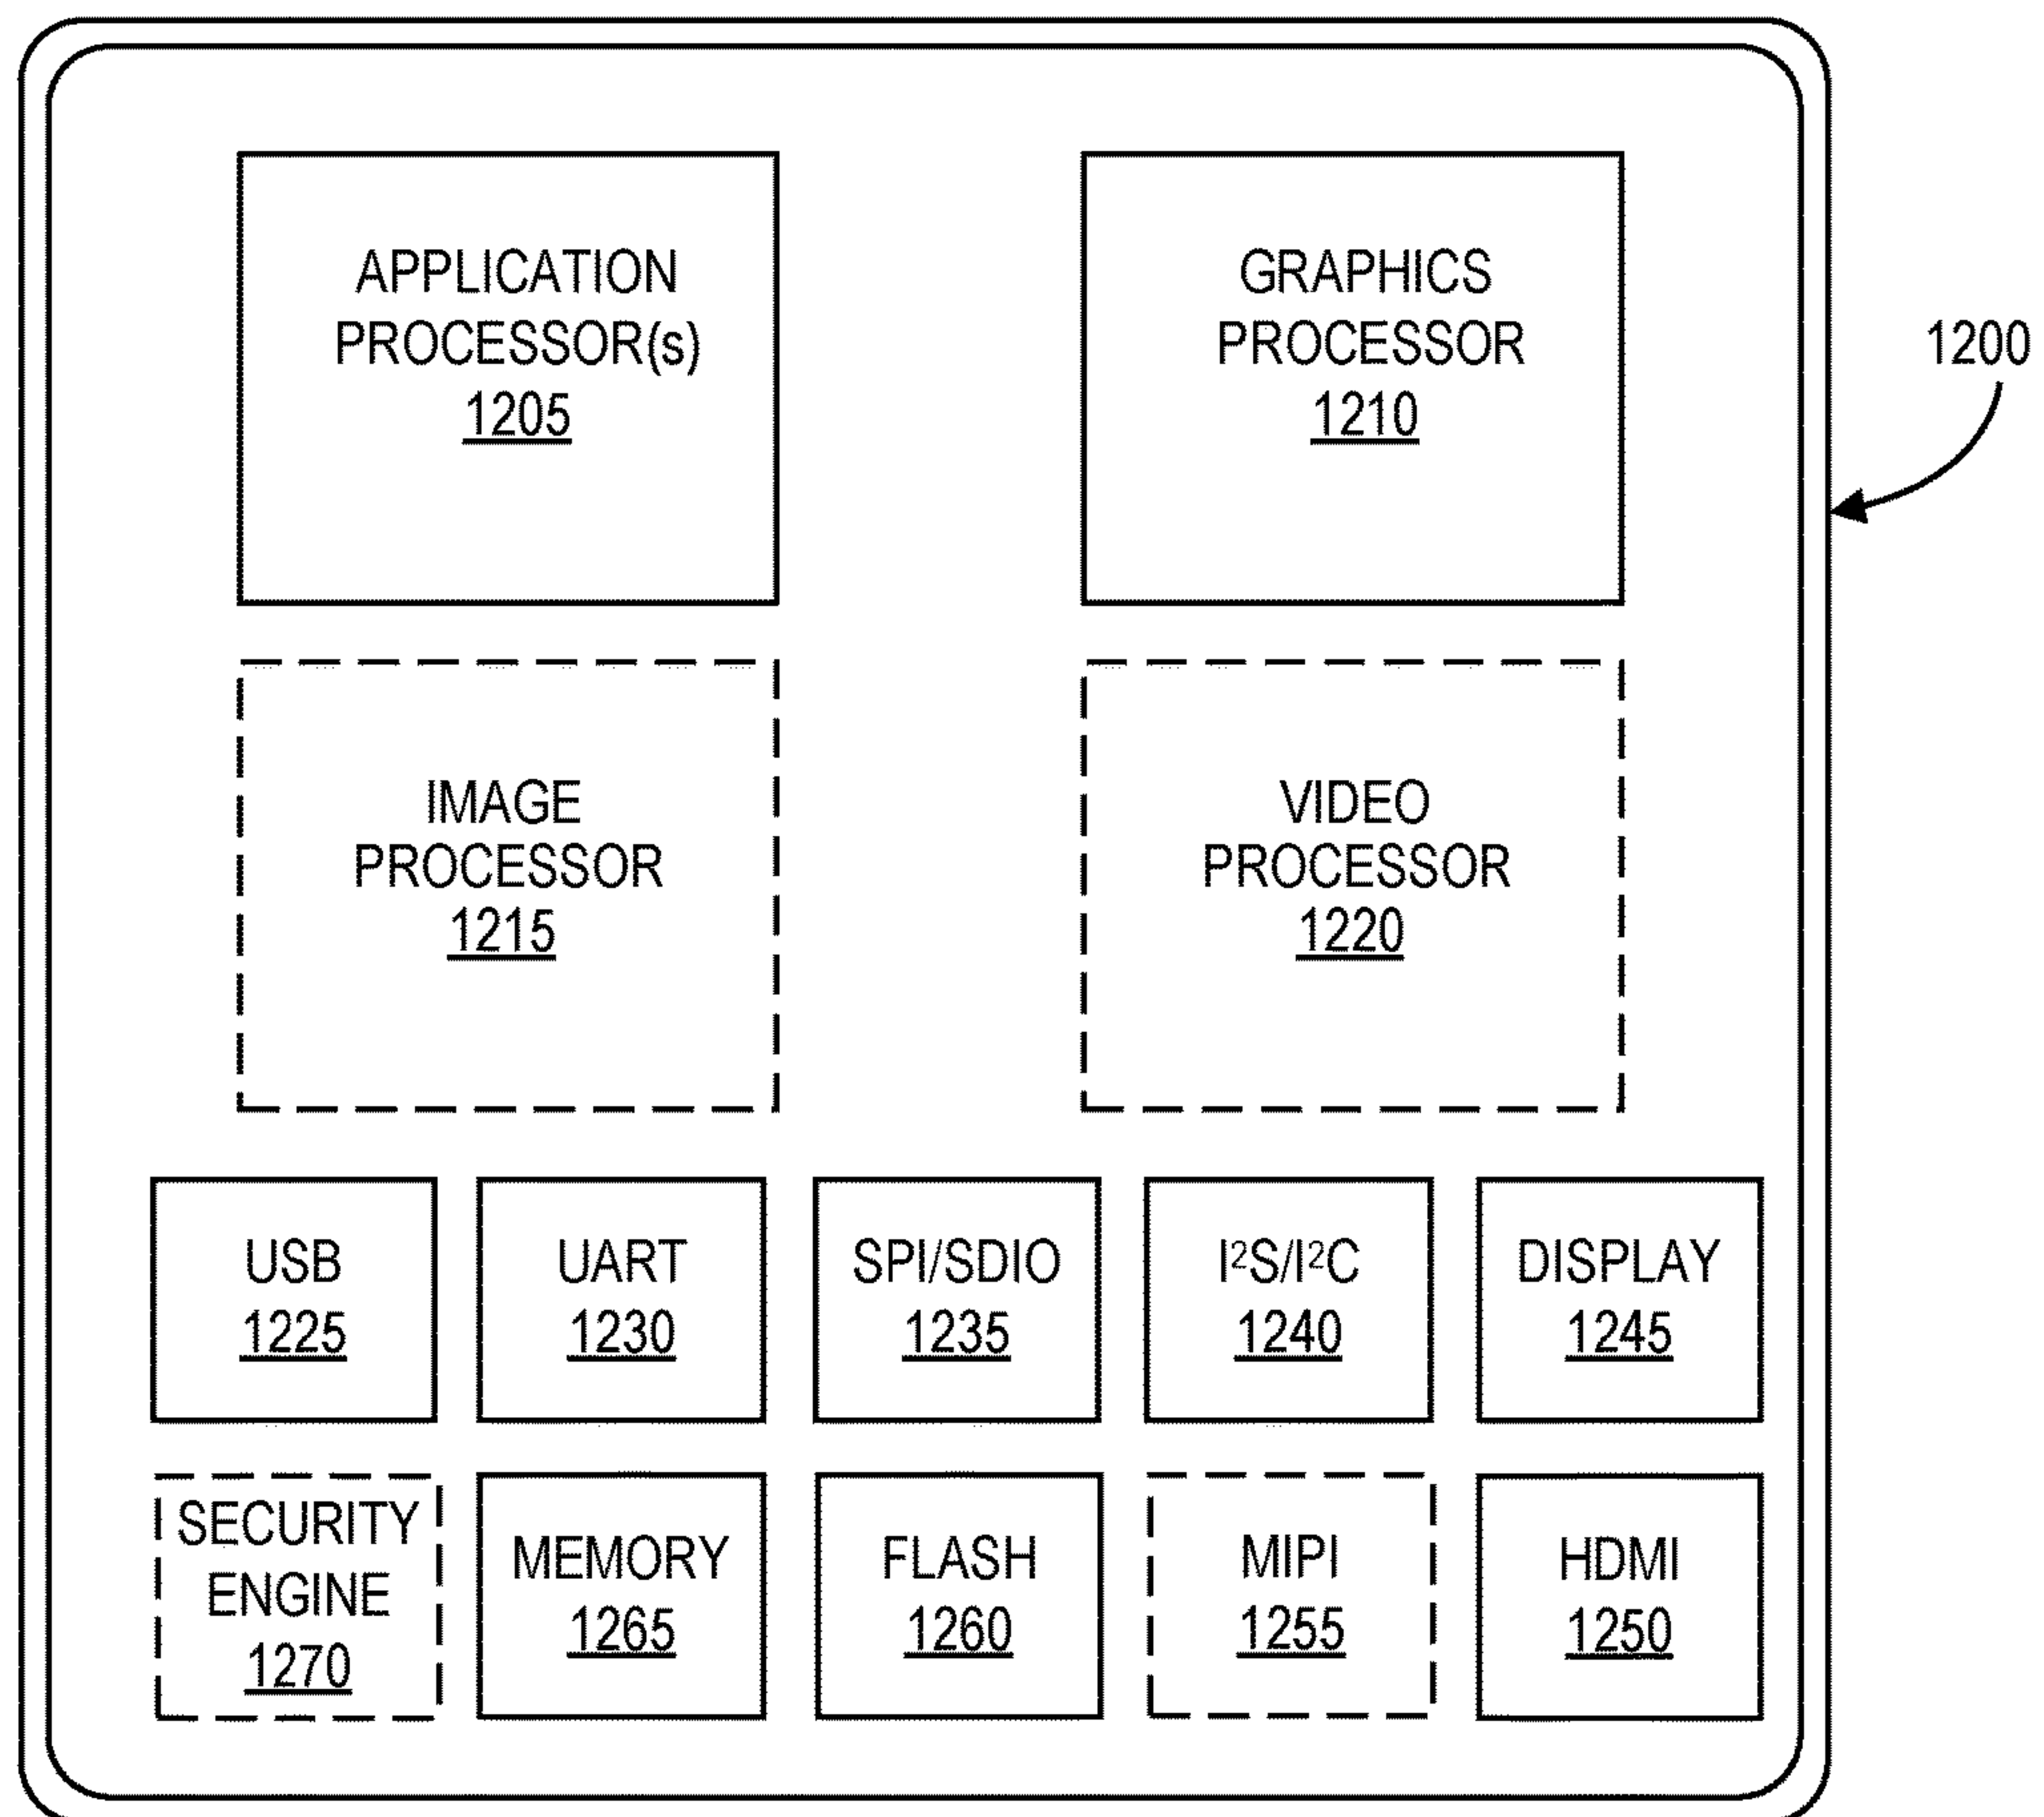 APPLICATION
PROCESSOR(s)
1205
GRAPHICS
PROCESSOR
1210
1200
IMAGE
PROCESSOR
1215
VIDEO
PROCESSOR
1220
USB
1225
UART
1230
SPI/SDIO
1235
I²S/I²C
1240
DISPLAY
1245
SECURITY
ENGINE
1270
MEMORY
1265
FLASH
1260
MIPI
1255
HDMI
1250